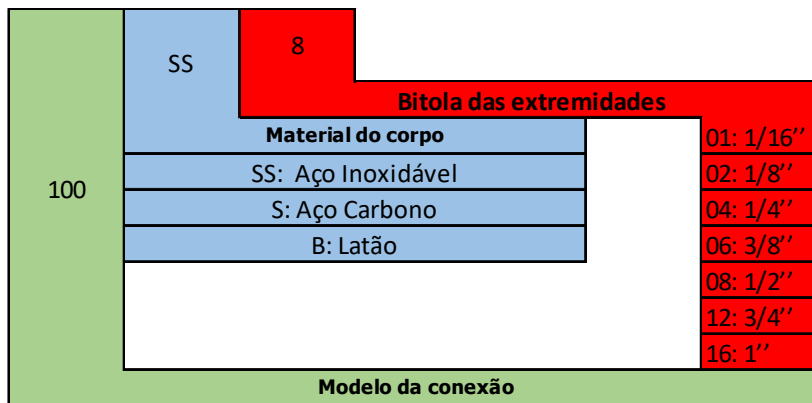 100
SS
8
Bitola das extremidades
Material do corpo
SS: Aço Inoxidável
S: Aço Carbono
B: Latão
01: 1/16’’
02: 1/8’’
04: 1/4’’
06: 3/8’’
08: 1/2’’
12: 3/4’’
16: 1’’
Modelo da conexão